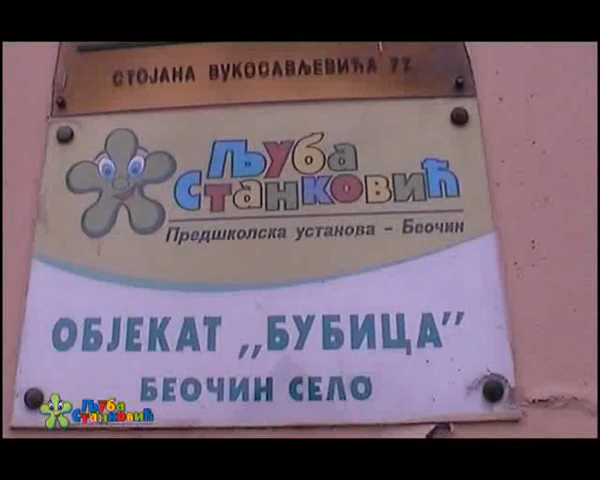 СТОЈАНА ВУКОСАВЉЕВИЋА 77
Љуба
Станковић
Предшколска установа – Беочин
ОБЈЕКАТ „БУБИЦА”
БЕОЧИН СЕЛО
Љуба
Станковић